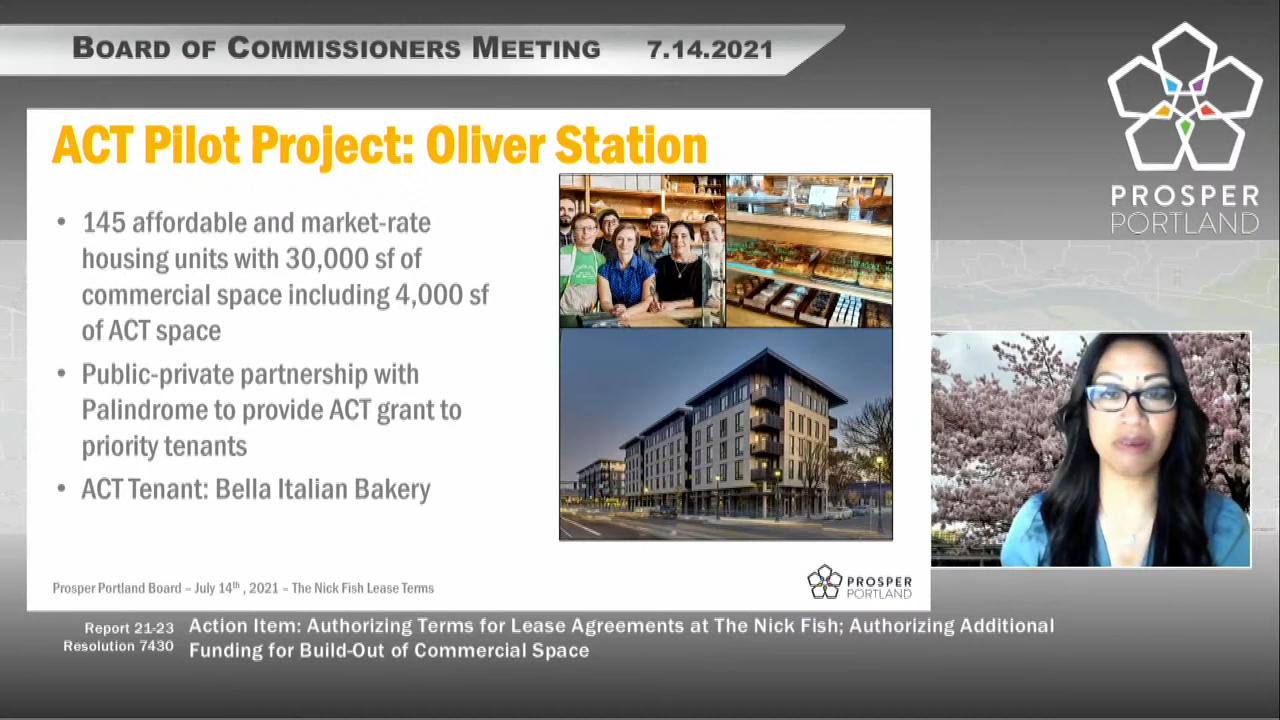 BOARD OF COMMISSIONERS MEETING 7.14.2021
PROSPER
PORTLAND
ACT Pilot Project: Oliver Station
• 145 affordable and market-rate
housing units with 30,000 sf of
commercial space including 4,000 sf
of ACT space
• Public-private partnership with
Palindrome to provide ACT grant to
priority tenants
• ACT Tenant: Bella Italian Bakery
Prosper Portland Board – July 14th , 2021 – The Nick Fish Lease Terms
PROSPER
PORTLAND
Report 21-23 Action Item: Authorizing Terms for Lease Agreements at The Nick Fish; Authorizing Additional
Resolution 7430 Funding for Build-Out of Commercial Space